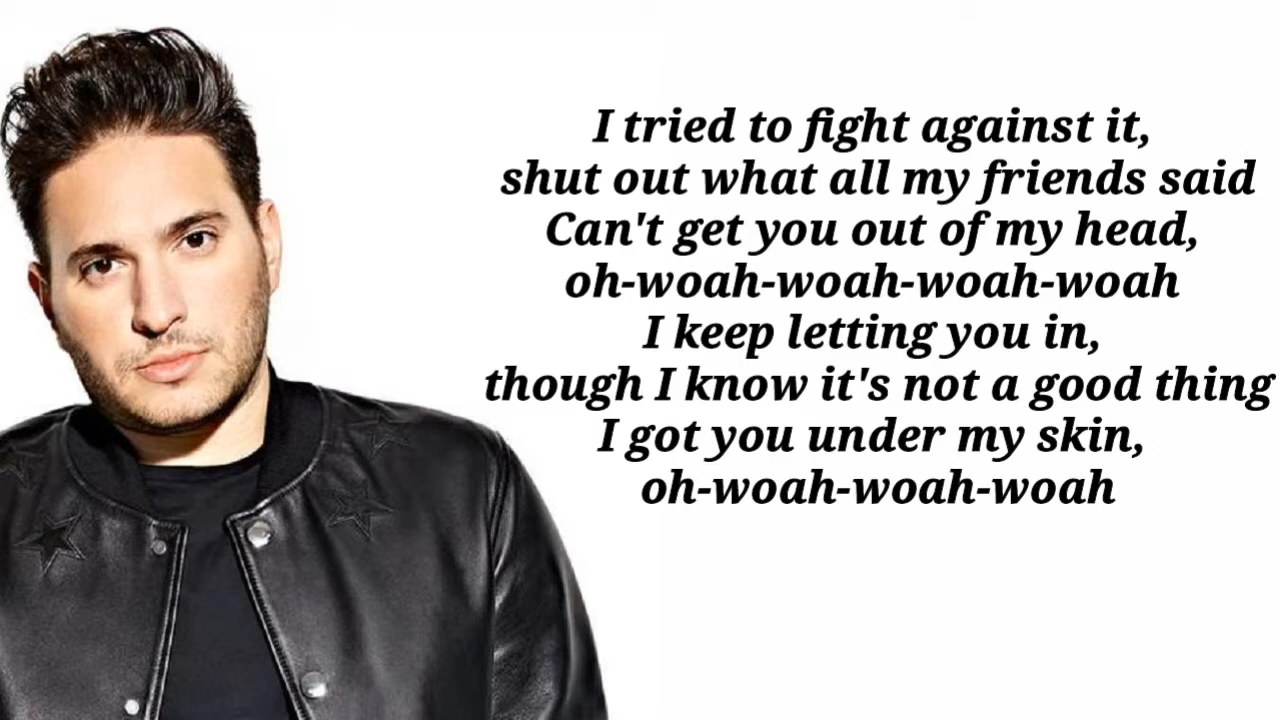 I tried to fight against it,
shut out what all my friends said
Can't get you out of my head,
oh-woah-woah-woah-woah
I keep letting you in,
though I know it's not a good thing
I got you under my skin,
oh-woah-woah-woah